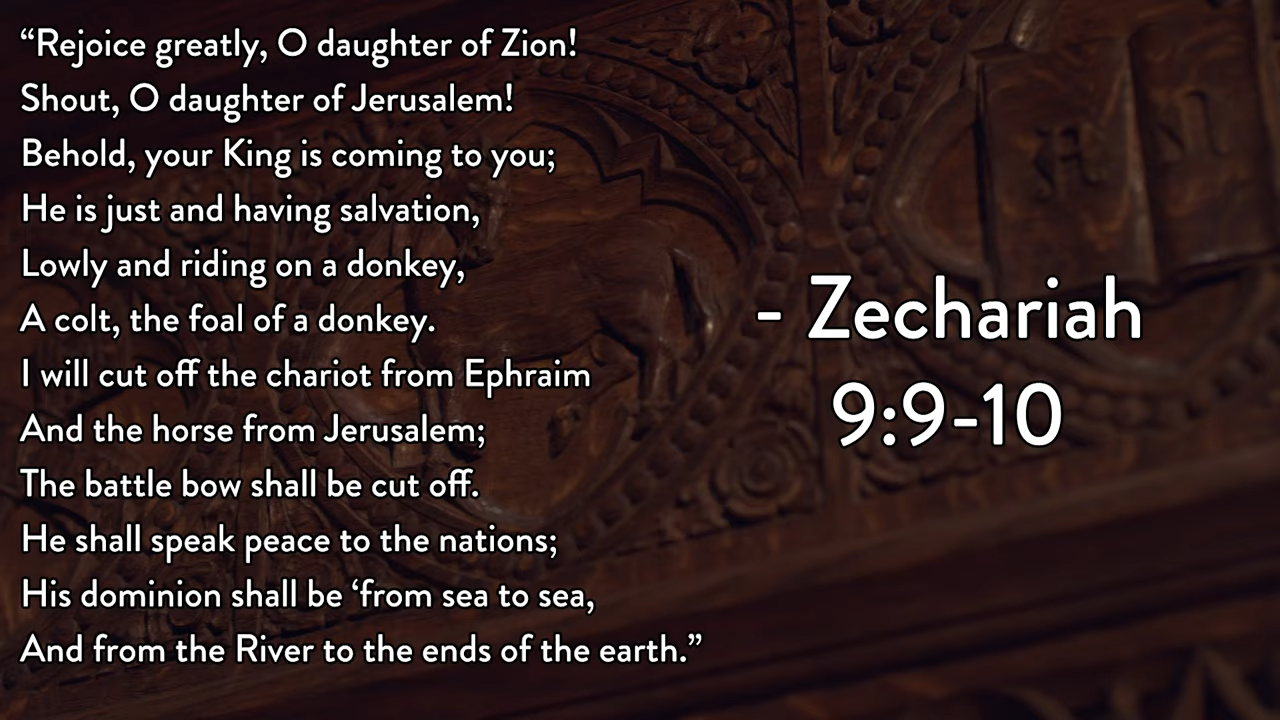 “Rejoice greatly, O daughter of Zion!
Shout, O daughter of Jerusalem!
Behold, your King is coming to you;
He is just and having salvation,
Lowly and riding on a donkey,
A colt, the foal of a donkey.
I will cut off the chariot from Ephraim
And the horse from Jerusalem;
The battle bow shall be cut off.
He shall speak peace to the nations;
His dominion shall be ‘from sea to sea,
And from the River to the ends of the earth.”
- Zechariah
9:9-10